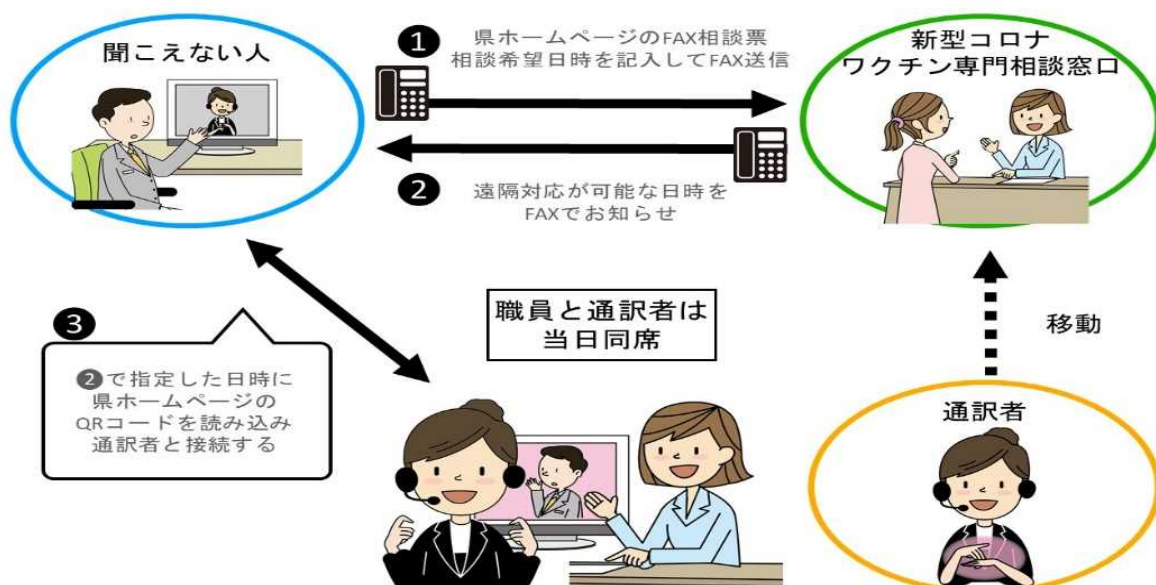 聞こえない人
❶
県ホームページのFAX相談票
相談希望日時を記入してFAX送信
新型コロナ
ワクチン専門相談窓口
❷
遠隔対応が可能な日時を
FAXでお知らせ
❸
❷で指定した日時に
県ホームページの
QRコードを読み込み
通訳者と接続する
職員と通訳者は
当日同席
移動
通訳者